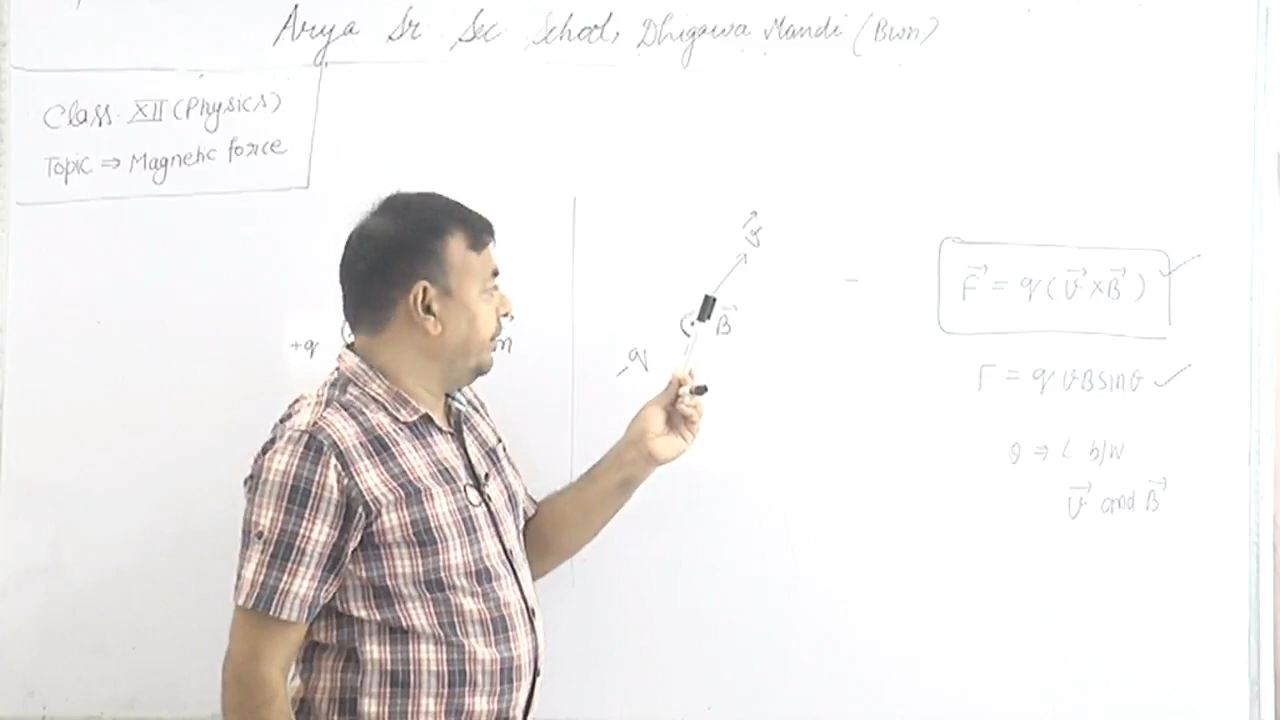 Arya Sr Sec School, Dhigawa Mandi (Bwn)
Class. XII (Physics)
Topic ⇒ Magnetic force
+q
v⃗
B⃗
-q
F⃗ = q(v⃗ × B⃗)
F = qvBsinθ
θ ⇒ ∠ b/w
v⃗ and B⃗